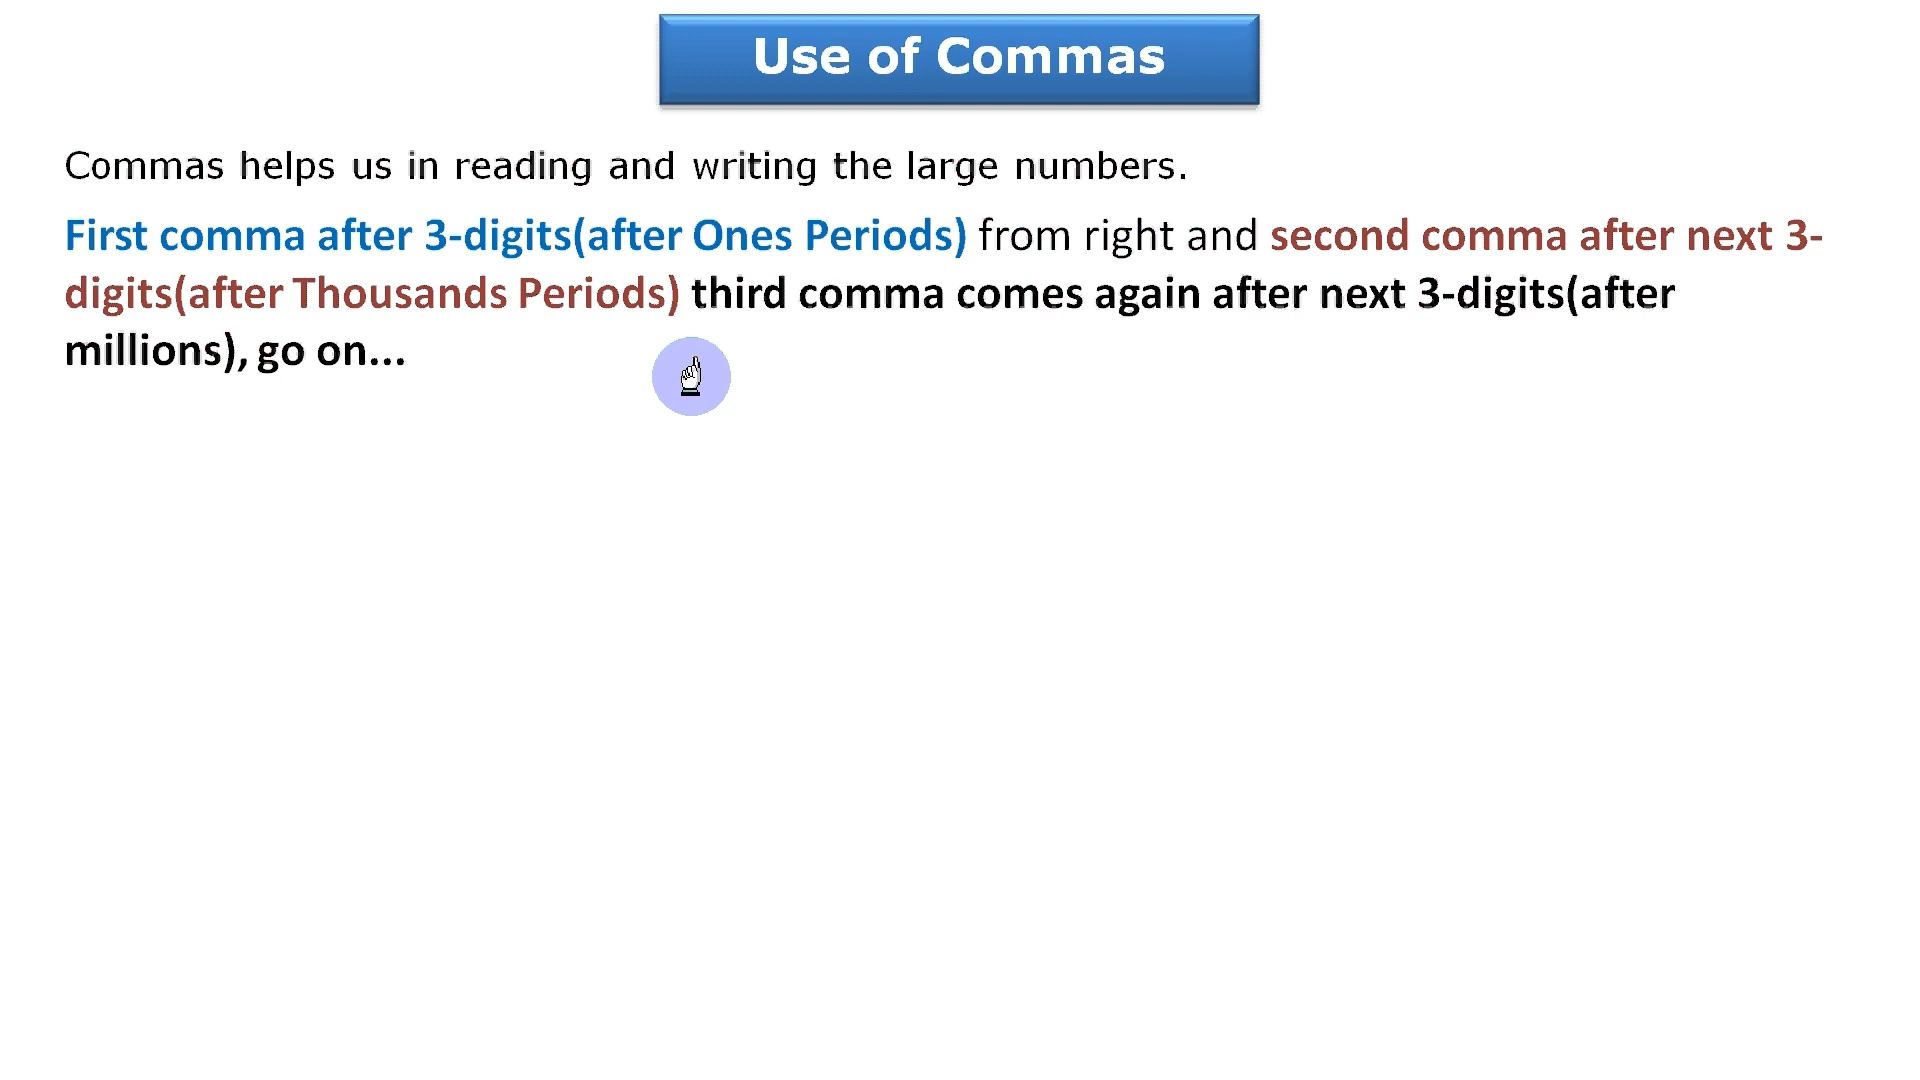 Use of Commas
Commas helps us in reading and writing the large numbers.
First comma after 3-digits(after Ones Periods) from right and second comma after next 3-
digits(after Thousands Periods) third comma comes again after next 3-digits(after
millions), go on...